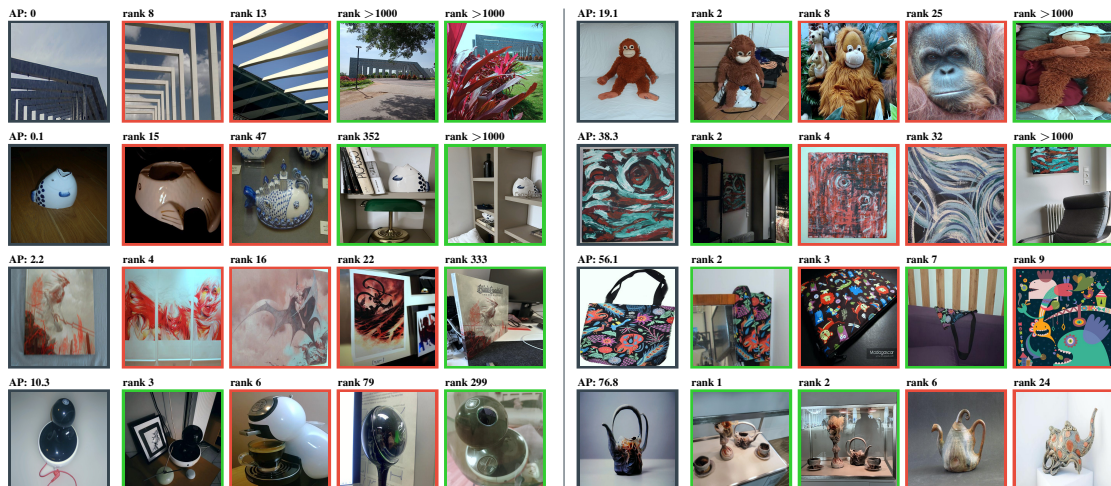 AP: 0 rank 8 rank 13 rank >1000 rank >1000
AP: 0.1 rank 15 rank 47 rank 352 rank >1000
AP: 2.2 rank 4 rank 16 rank 22 rank 333
AP: 10.3 rank 3 rank 6 rank 79 rank 299
AP: 19.1 rank 2 rank 8 rank 25 rank >1000
AP: 38.3 rank 2 rank 4 rank 32 rank >1000
AP: 56.1 rank 2 rank 3 rank 7 rank 9
Madagascar
AP: 76.8 rank 1 rank 2 rank 6 rank 24